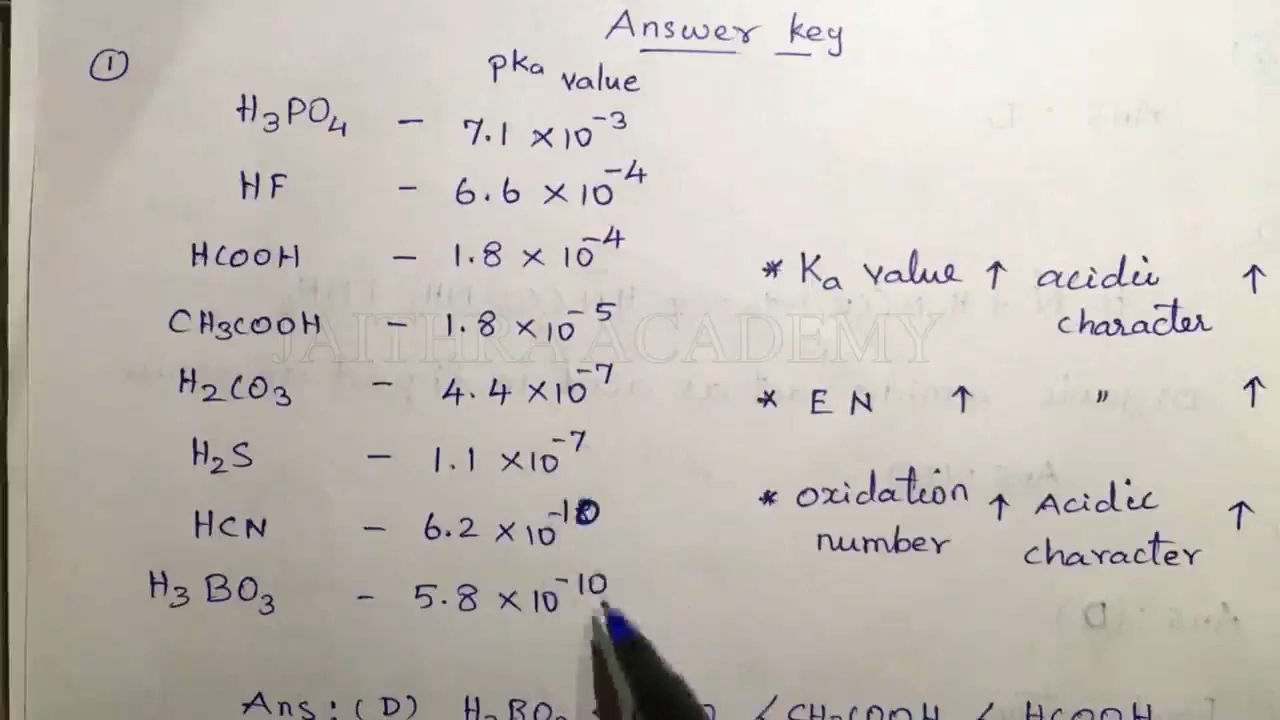 Answer key
①
pka value
H3PO4 - 7.1 ×10⁻³
HF - 6.6 ×10⁻⁴
HCOOH - 1.8 × 10⁻⁴
* Ka value ↑ acidic character ↑
CH3COOH - 1.8 ×10⁻⁵
JAITHRA ACADEMY
H2CO3 - 4.4 ×10⁻⁷
* E N ↑ " ↑
H2S - 1.1 ×10⁻⁷
* Oxidation number ↑ Acidic character ↑
HCN - 6.2 ×10⁻¹⁰
H3 BO3 - 5.8 ×10⁻¹⁰
Ans : (D) H3BO3 < CH3COOH < HCOOH